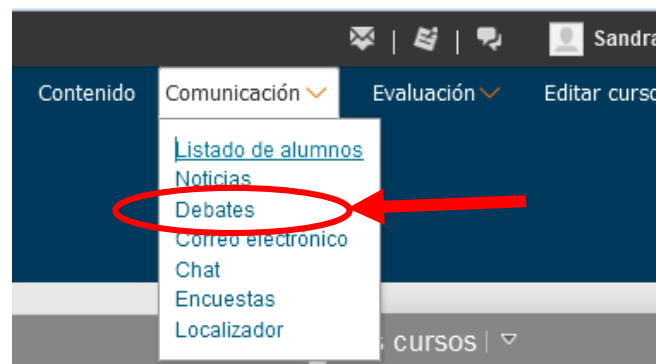 Sandra
Contenido Comunicación Evaluación Editar curso
Listado de alumnos
Noticias
Debates
Correo electrónico
Chat
Encuestas
Localizador
cursos